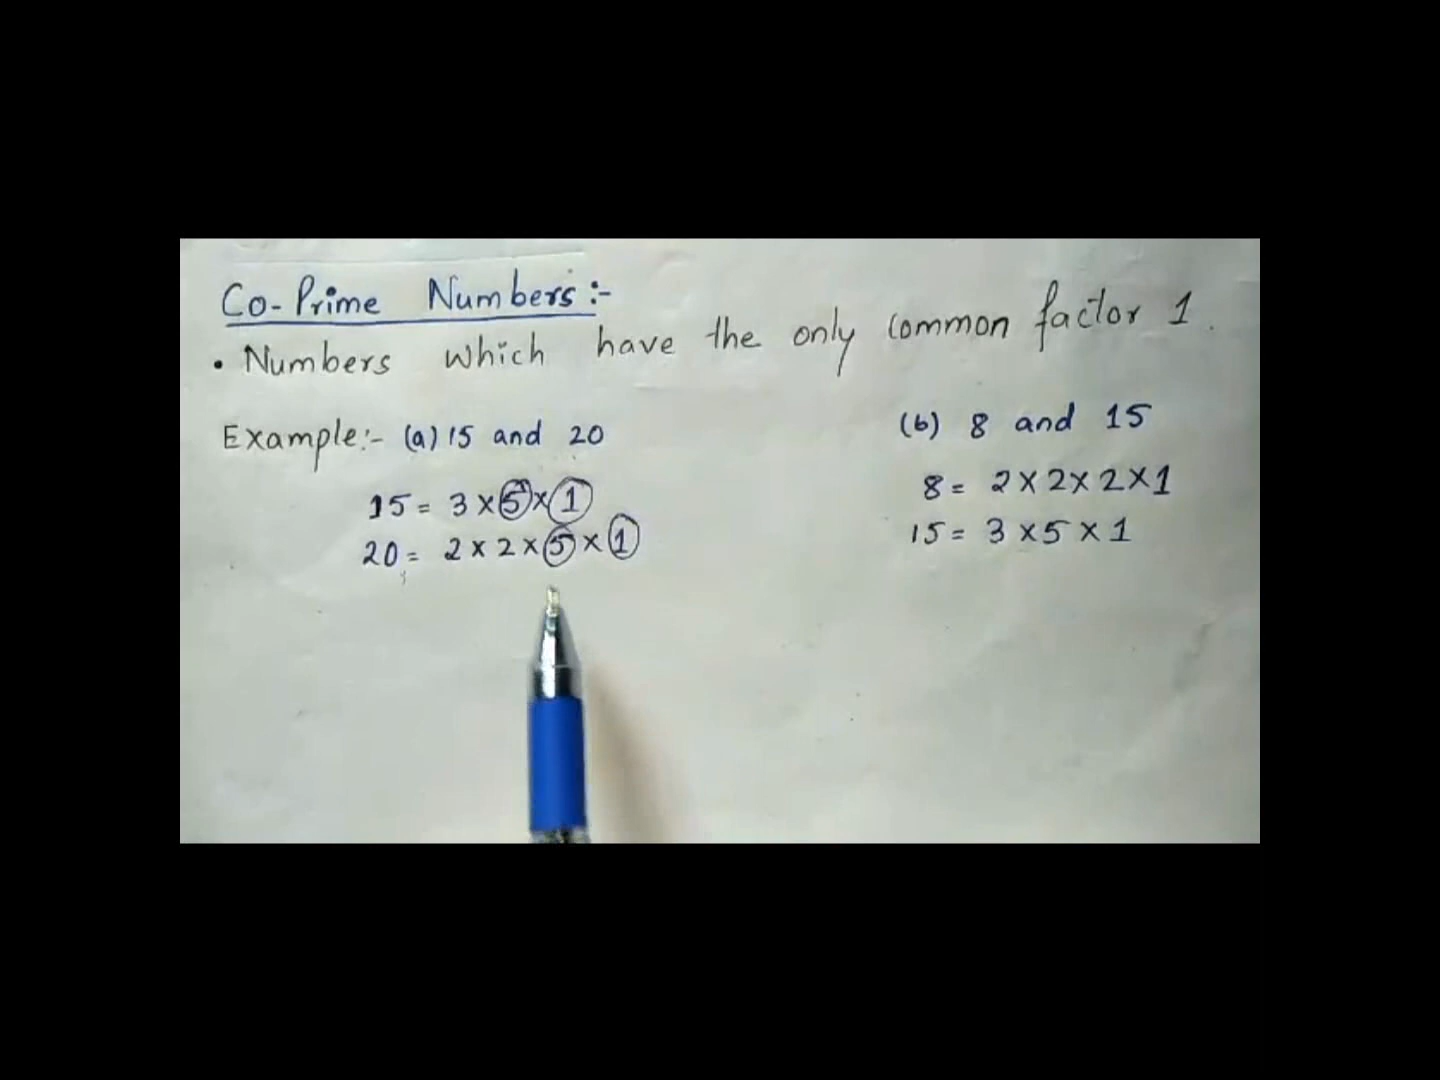 Co-Prime Numbers:-
• Numbers which have the only common factor 1.
Example:- (a) 15 and 20
15 = 3 × 5 × 1
20 = 2 × 2 × 5 × 1
(b) 8 and 15
8 = 2 × 2 × 2 × 1
15 = 3 × 5 × 1